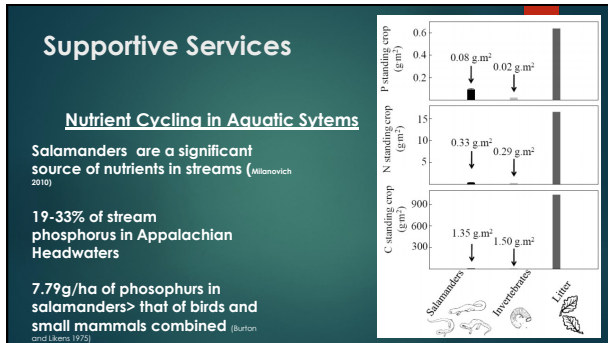 Supportive Services
Nutrient Cycling in Aquatic Sytems
Salamanders are a significant
source of nutrients in streams (Milanovich
2010)
19-33% of stream
phosphorus in Appalachian
Headwaters
7.79g/ha of phosophurs in
salamanders> that of birds and
small mammals combined (Burton
and Likens 1975)
P standing crop
(g·m²)
0.6
0.4
0.2
0.08 g.m²
0.02 g.m²
N standing crop
(g·m²)
15
10
5
0.33 g.m²
0.29 g.m²
C standing crop
(g·m²)
900
600
300
1.35 g.m²
1.50 g.m²
Salamanders
Invertebrates
Litter